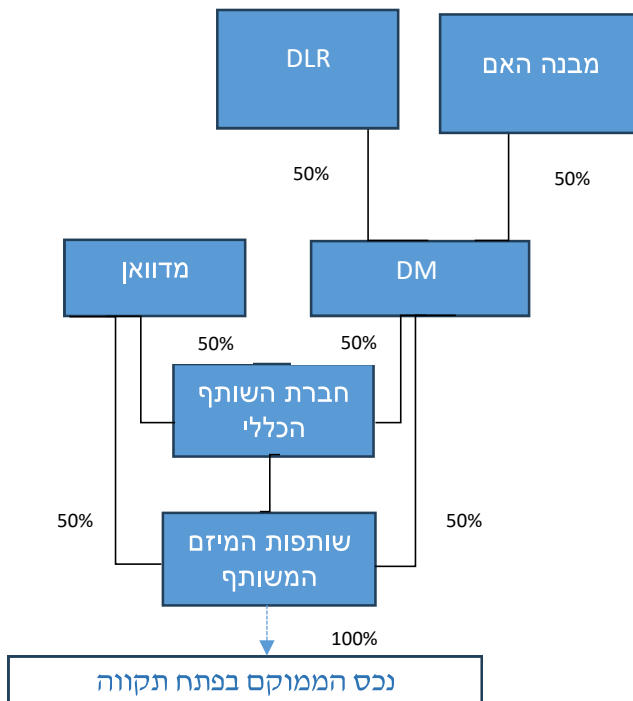 DLR
מבנה האם
50%
50%
מדוואן
DM
50%
50%
חברת השותף
הכללי
50%
50%
שותפות המיזם
המשותף
100%
נכס הממוקם בפתח תקווה